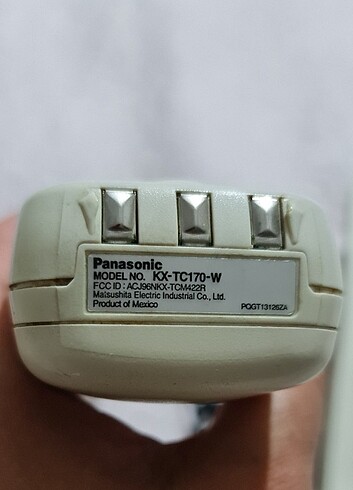 Panasonic
MODEL NO. KX-TC170-W
FCC ID : ACJ96NKX-TCM422R
Matsushita Electric Industrial Co., Ltd.
Product of Mexico PQGT13126ZA